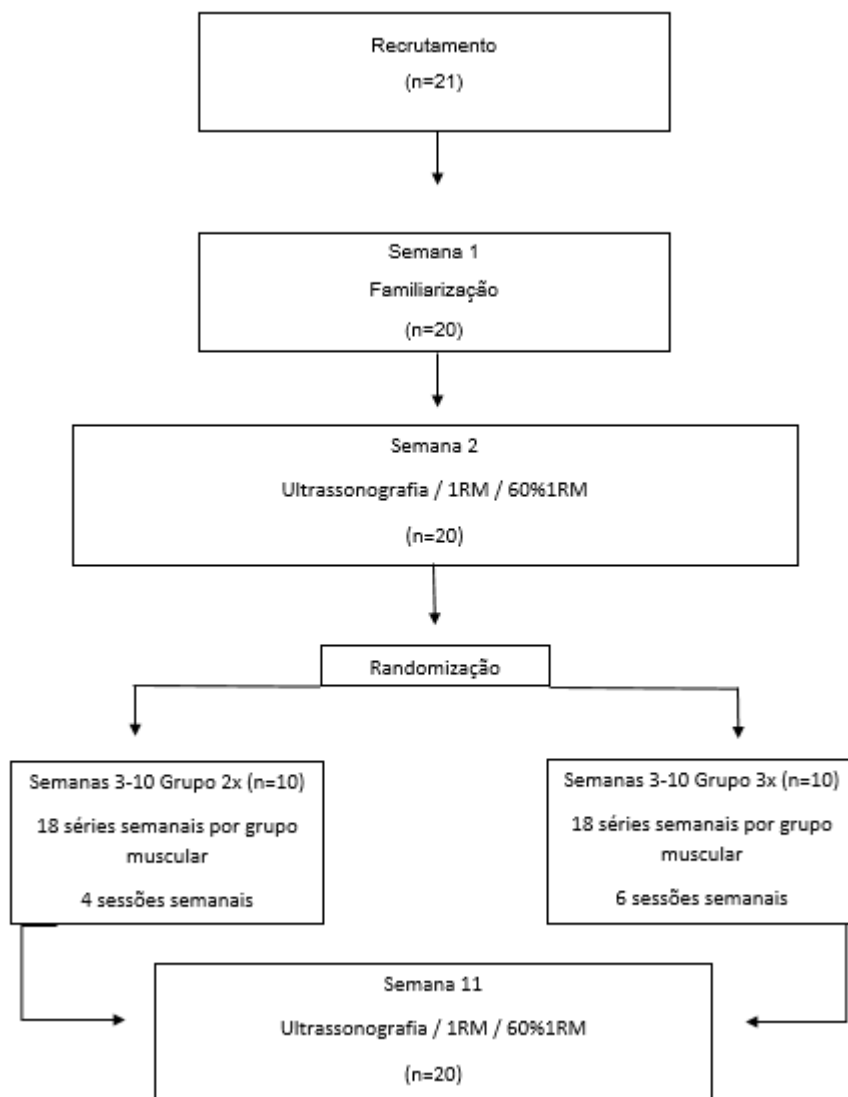 Recrutamento
(n=21)
Semana 1
Familiarização
(n=20)
Semana 2
Ultrassonografia / 1RM / 60%1RM
(n=20)
Randomização
Semanas 3-10 Grupo 2x (n=10)
18 séries semanais por grupo
muscular
4 sessões semanais
Semanas 3-10 Grupo 3x (n=10)
18 séries semanais por grupo
muscular
6 sessões semanais
Semana 11
Ultrassonografia / 1RM / 60%1RM
(n=20)